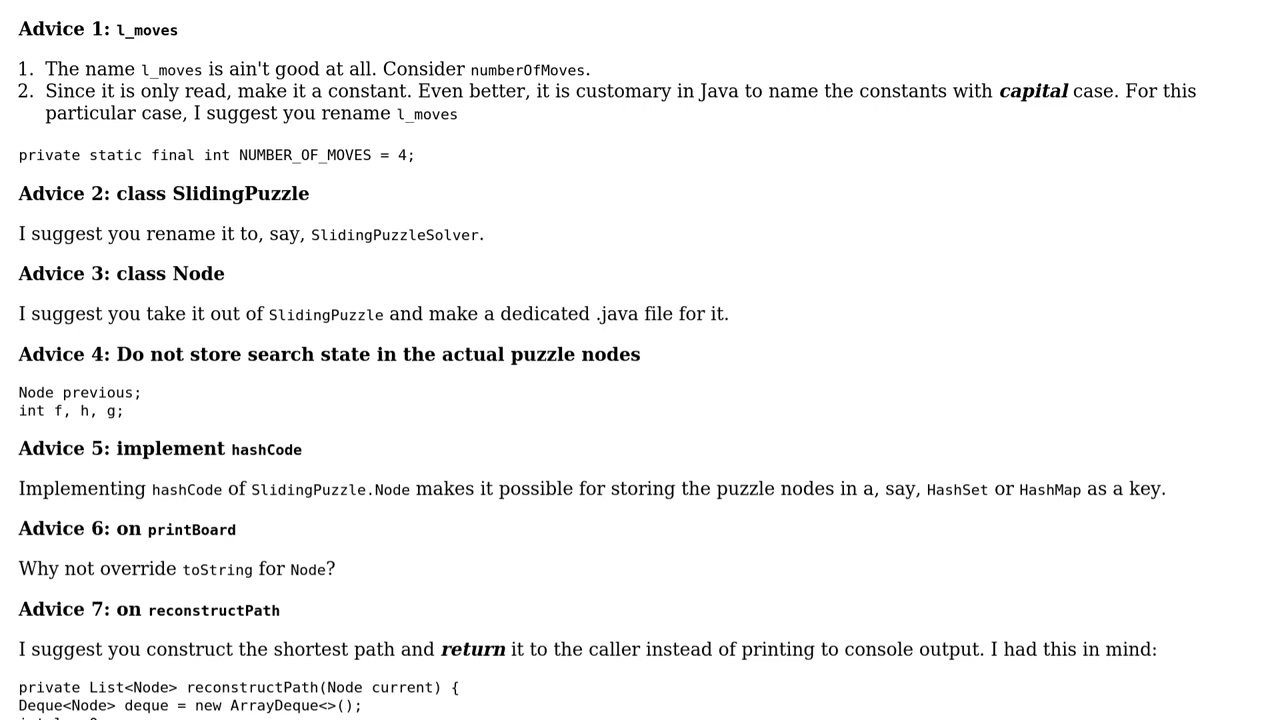 Advice 1: l_moves
1. The name l_moves is ain't good at all. Consider numberOfMoves.
2. Since it is only read, make it a constant. Even better, it is customary in Java to name the constants with capital case. For this
particular case, I suggest you rename l_moves
private static final int NUMBER_OF_MOVES = 4;
Advice 2: class SlidingPuzzle
I suggest you rename it to, say, SlidingPuzzleSolver.
Advice 3: class Node
I suggest you take it out of SlidingPuzzle and make a dedicated .java file for it.
Advice 4: Do not store search state in the actual puzzle nodes
Node previous;
int f, h, g;
Advice 5: implement hashCode
Implementing hashCode of SlidingPuzzle.Node makes it possible for storing the puzzle nodes in a, say, HashSet or HashMap as a key.
Advice 6: on printBoard
Why not override toString for Node?
Advice 7: on reconstructPath
I suggest you construct the shortest path and return it to the caller instead of printing to console output. I had this in mind:
private List<Node> reconstructPath(Node current) {
Deque<Node> deque = new ArrayDeque<>();